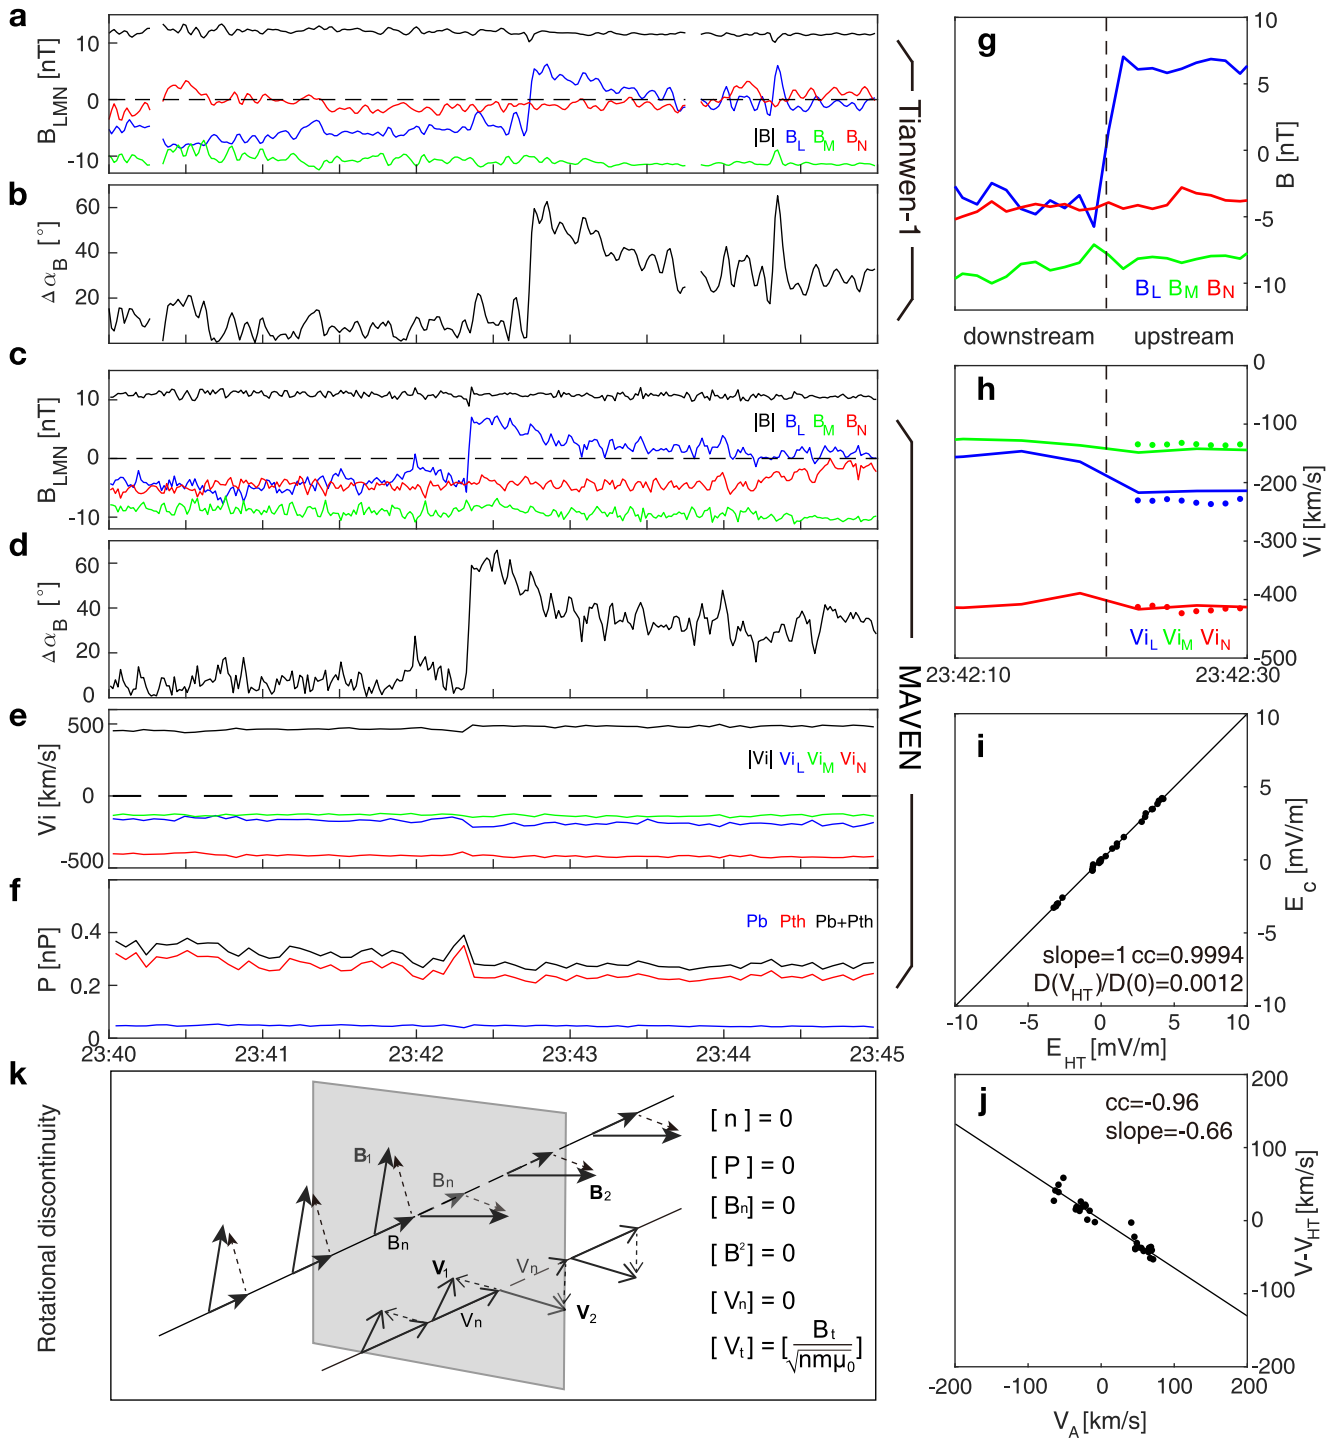 a
B_LMN [nT]
10
0
-10
|B| B_L B_M B_N
b
Δα_B [°]
60
40
20
Tianwen-1
c
B_LMN [nT]
10
0
-10
|B| B_L B_M B_N
d
Δα_B [°]
60
40
20
0
e
Vi [km/s]
500
0
-500
|Vi| Vi_L Vi_M Vi_N
f
P [nP]
0.4
0.2
0
Pb Pth Pb+Pth
23:40 23:41 23:42 23:43 23:44 23:45
MAVEN
g
10
5
0
-5
-10
B [nT]
B_L B_M B_N
downstream upstream
h
0
-100
-200
-300
-400
-500
Vi [km/s]
Vi_L Vi_M Vi_N
23:42:10 23:42:30
i
10
5
0
-5
-10
E_C [mV/m]
slope=1 cc=0.9994
D(V_HT)/D(0)=0.0012
-10 -5 0 5 10
E_HT [mV/m]
j
200
100
0
-100
-200
V-V_HT [km/s]
cc=-0.96
slope=-0.66
-200 -100 0 100 200
V_A [km/s]
k
Rotational discontinuity
B_1
B_n
B_n
B_2
V_1
V_n
V_n
V_2
[ n ] = 0
[ P ] = 0
[ B_n ] = 0
[ B² ] = 0
[ V_n ] = 0
[ V_t ] = [ B_t / √nmμ_0 ]